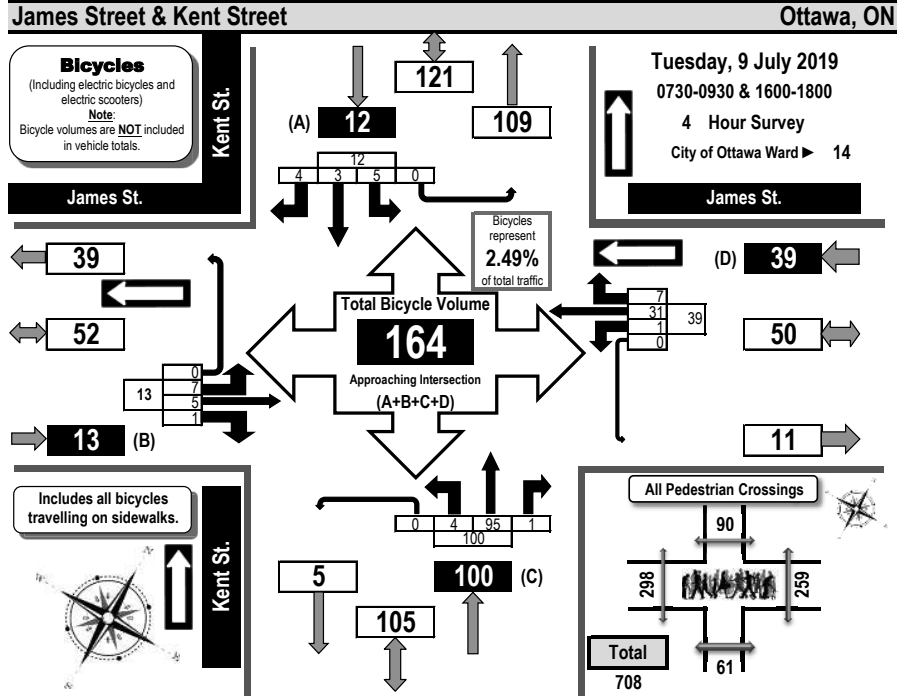 James Street & Kent Street
Ottawa, ON
Bicycles
(Including electric bicycles and
electric scooters)
Note:
Bicycle volumes are NOT included
in vehicle totals.
Kent St.
James St.
(A)
12
121
109
12
4 3 5 0
Tuesday, 9 July 2019
0730-0930 & 1600-1800
4 Hour Survey
City of Ottawa Ward ► 14
James St.
Bicycles
represent
2.49%
of total traffic
39
52
13
0
7
5
1
13 (B)
Total Bicycle Volume
164
Approaching Intersection
(A+B+C+D)
(D) 39
7
31
1
0
39
50
11
Includes all bicycles
travelling on sidewalks.
Kent St.
0 4 95 1
100
5
105
100 (C)
All Pedestrian Crossings
90
298
259
61
Total
708